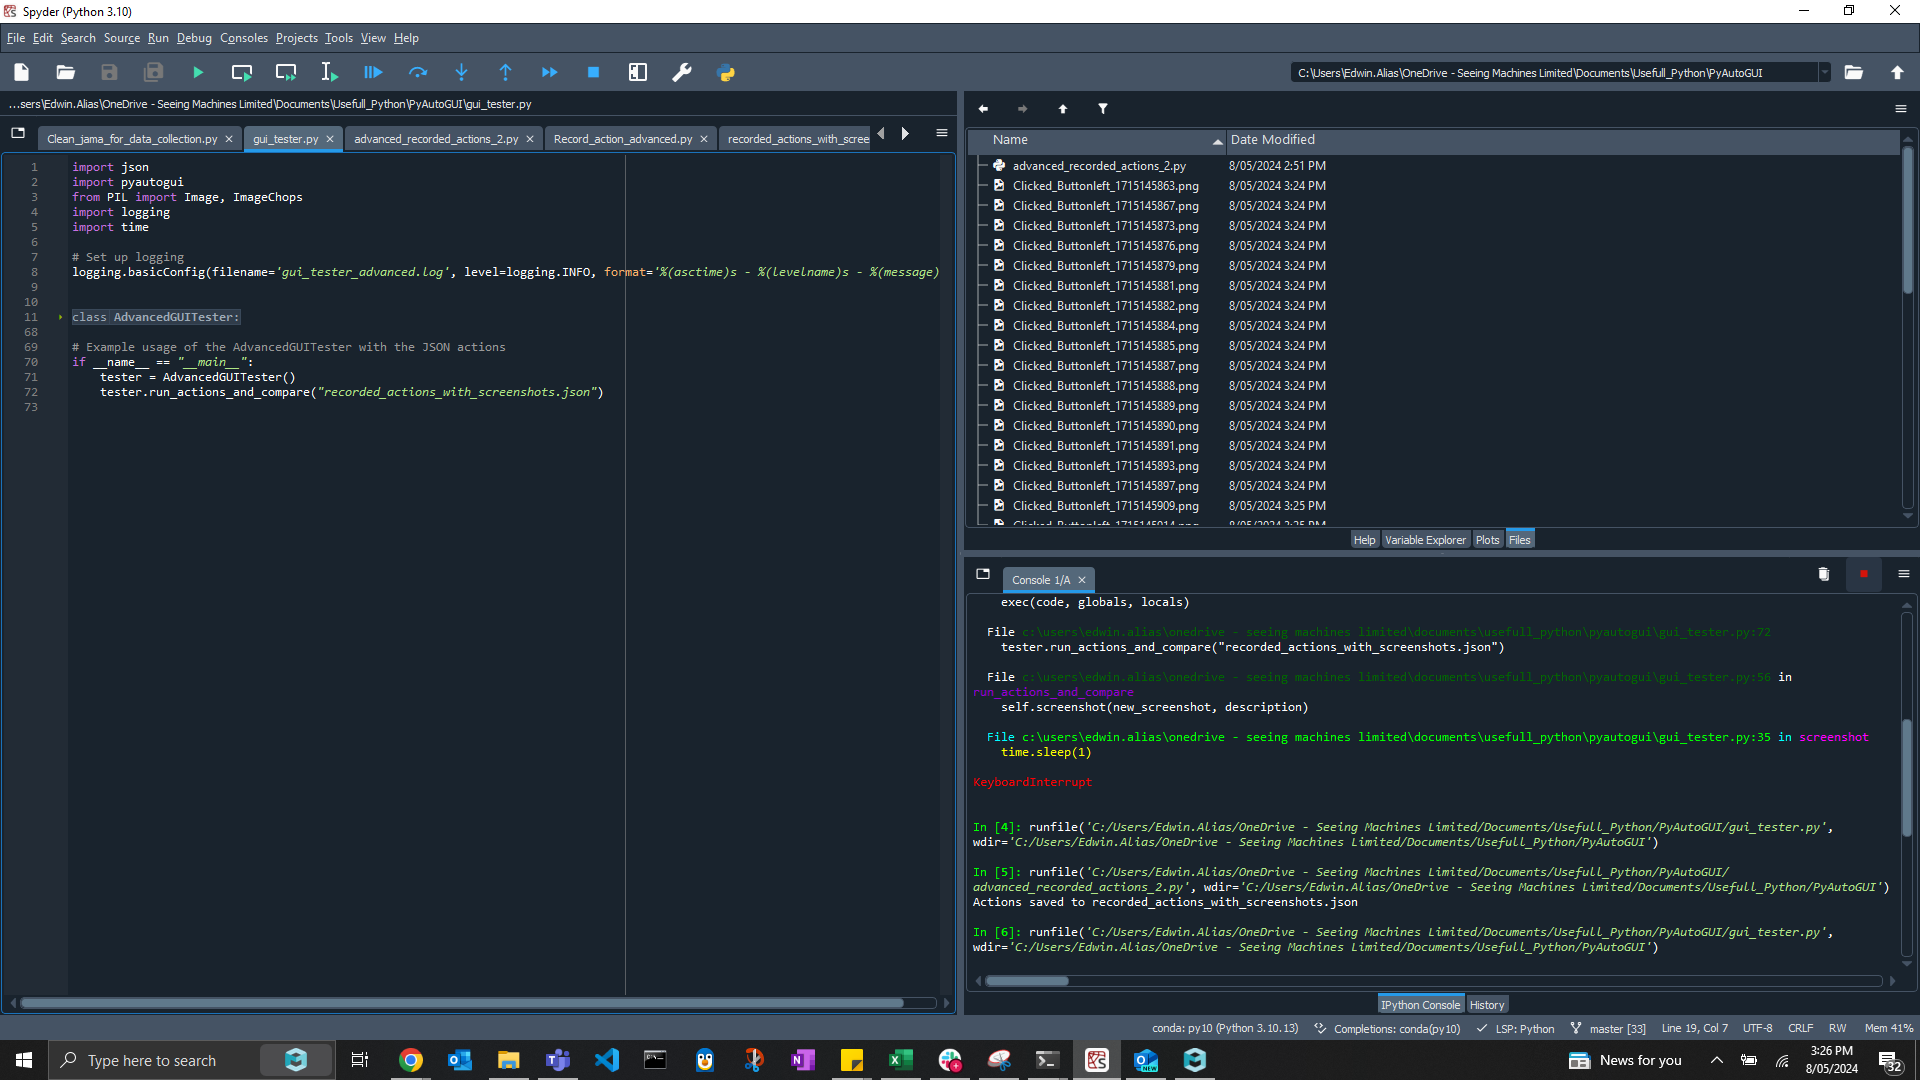 Spyder (Python 3.10)
File Edit Search Source Run Debug Consoles Projects Tools View Help
C:\Users\Edwin.Alias\OneDrive - Seeing Machines Limited\Documents\Usefull_Python\PyAutoGUI
...sers\Edwin.Alias\OneDrive - Seeing Machines Limited\Documents\Usefull_Python\PyAutoGUI\gui_tester.py
Clean_jama_for_data_collection.py gui_tester.py advanced_recorded_actions_2.py Record_action_advanced.py recorded_actions_with_scree
1 import json
2 import pyautogui
3 from PIL import Image, ImageChops
4 import logging
5 import time
6
7 # Set up logging
8 logging.basicConfig(filename='gui_tester_advanced.log', level=logging.INFO, format='%(asctime)s - %(levelname)s - %(message)
9
10
11 class AdvancedGUITester:
68
69 # Example usage of the AdvancedGUITester with the JSON actions
70 if __name__ == "__main__":
71 tester = AdvancedGUITester()
72 tester.run_actions_and_compare("recorded_actions_with_screenshots.json")
73
Name Date Modified
advanced_recorded_actions_2.py 8/05/2024 2:51 PM
Clicked_Buttonleft_1715145863.png 8/05/2024 3:24 PM
Clicked_Buttonleft_1715145867.png 8/05/2024 3:24 PM
Clicked_Buttonleft_1715145873.png 8/05/2024 3:24 PM
Clicked_Buttonleft_1715145876.png 8/05/2024 3:24 PM
Clicked_Buttonleft_1715145879.png 8/05/2024 3:24 PM
Clicked_Buttonleft_1715145881.png 8/05/2024 3:24 PM
Clicked_Buttonleft_1715145882.png 8/05/2024 3:24 PM
Clicked_Buttonleft_1715145884.png 8/05/2024 3:24 PM
Clicked_Buttonleft_1715145885.png 8/05/2024 3:24 PM
Clicked_Buttonleft_1715145887.png 8/05/2024 3:24 PM
Clicked_Buttonleft_1715145888.png 8/05/2024 3:24 PM
Clicked_Buttonleft_1715145889.png 8/05/2024 3:24 PM
Clicked_Buttonleft_1715145890.png 8/05/2024 3:24 PM
Clicked_Buttonleft_1715145891.png 8/05/2024 3:24 PM
Clicked_Buttonleft_1715145893.png 8/05/2024 3:24 PM
Clicked_Buttonleft_1715145897.png 8/05/2024 3:24 PM
Clicked_Buttonleft_1715145909.png 8/05/2024 3:25 PM
Help Variable Explorer Plots Files
Console 1/A
exec(code, globals, locals)
File c:\users\edwin.alias\onedrive - seeing machines limited\documents\usefull_python\pyautogui\gui_tester.py:72
tester.run_actions_and_compare("recorded_actions_with_screenshots.json")
File c:\users\edwin.alias\onedrive - seeing machines limited\documents\usefull_python\pyautogui\gui_tester.py:56 in
run_actions_and_compare
self.screenshot(new_screenshot, description)
File c:\users\edwin.alias\onedrive - seeing machines limited\documents\usefull_python\pyautogui\gui_tester.py:35 in screenshot
time.sleep(1)
KeyboardInterrupt
In [4]: runfile('C:/Users/Edwin.Alias/OneDrive - Seeing Machines Limited/Documents/Usefull_Python/PyAutoGUI/gui_tester.py',
wdir='C:/Users/Edwin.Alias/OneDrive - Seeing Machines Limited/Documents/Usefull_Python/PyAutoGUI')
In [5]: runfile('C:/Users/Edwin.Alias/OneDrive - Seeing Machines Limited/Documents/Usefull_Python/PyAutoGUI/
advanced_recorded_actions_2.py', wdir='C:/Users/Edwin.Alias/OneDrive - Seeing Machines Limited/Documents/Usefull_Python/PyAutoGUI')
Actions saved to recorded_actions_with_screenshots.json
In [6]: runfile('C:/Users/Edwin.Alias/OneDrive - Seeing Machines Limited/Documents/Usefull_Python/PyAutoGUI/gui_tester.py',
wdir='C:/Users/Edwin.Alias/OneDrive - Seeing Machines Limited/Documents/Usefull_Python/PyAutoGUI')
IPython Console History
conda: py10 (Python 3.10.13) Completions: conda(py10) LSP: Python master [33] Line 19, Col 7 UTF-8 CRLF RW Mem 41%
Type here to search
NEW
News for you
3:26 PM
8/05/2024
32